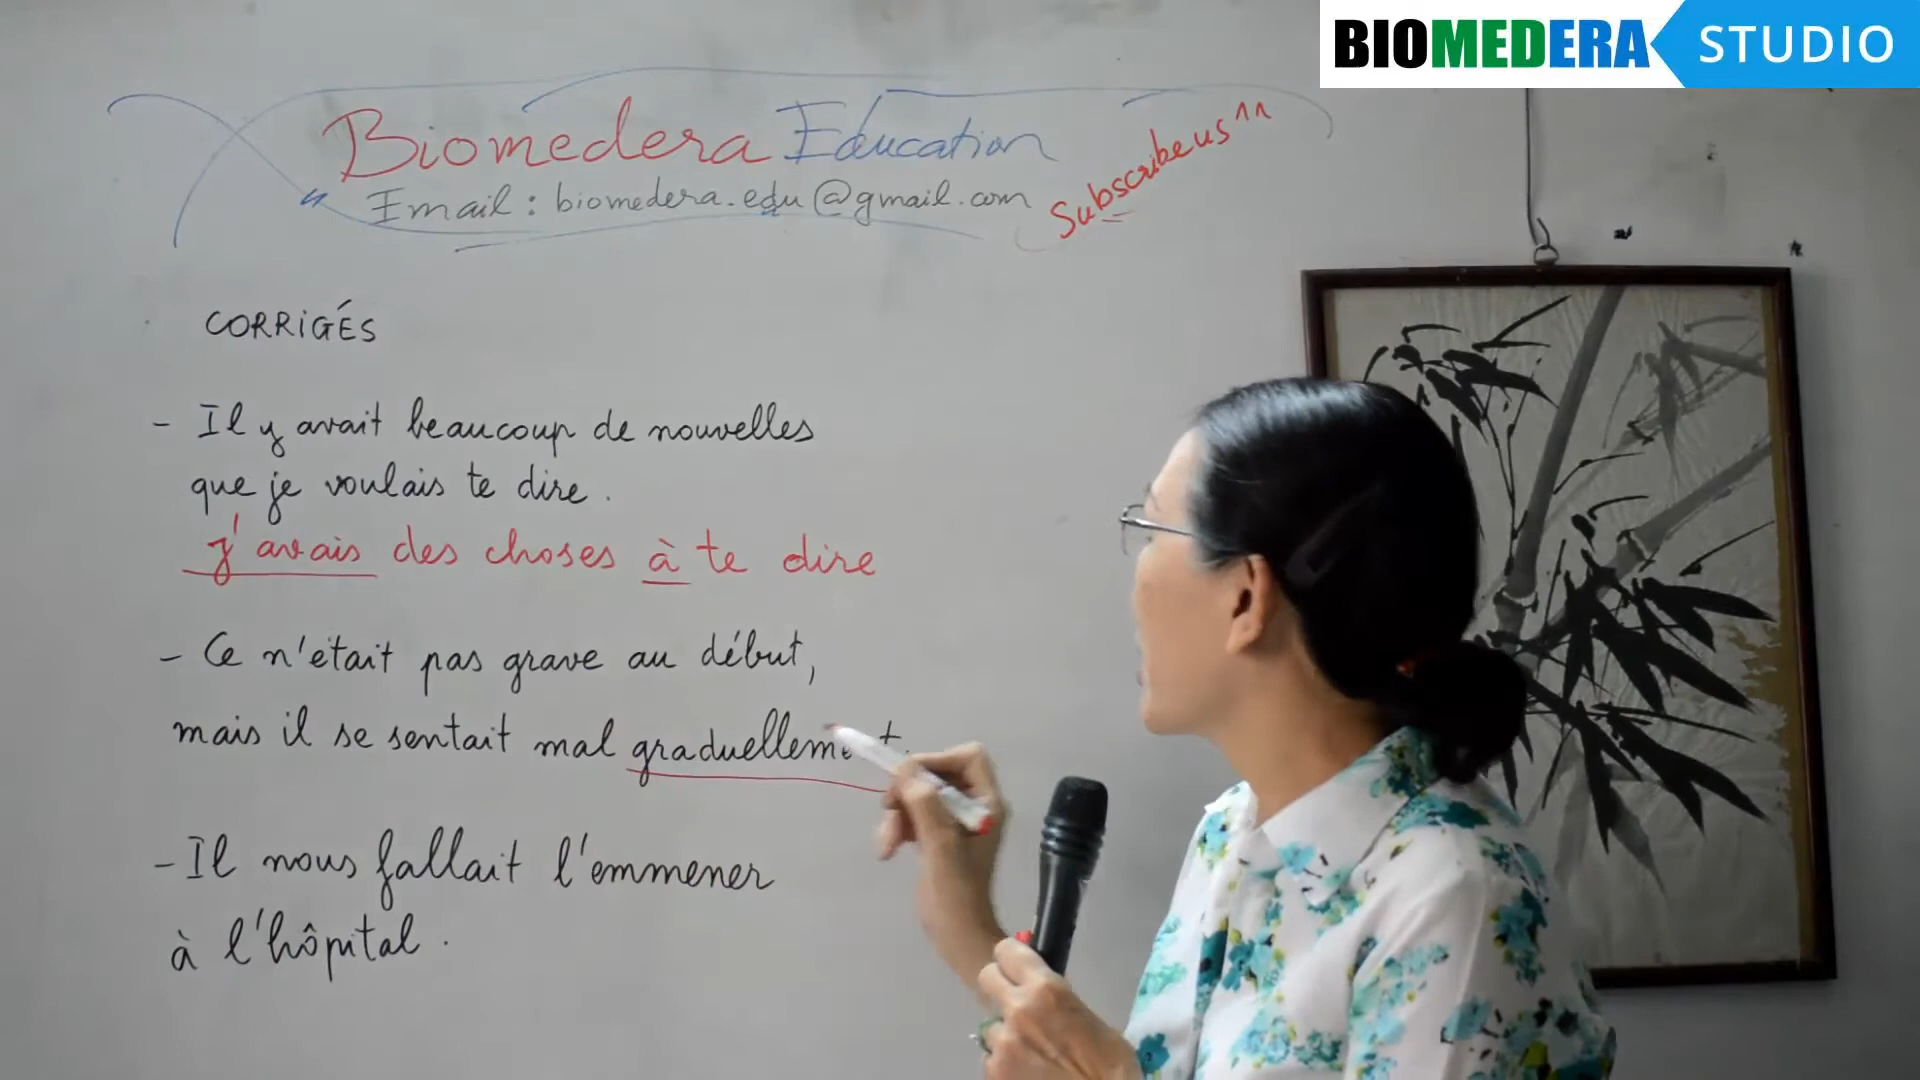 BIOMEDERA STUDIO
Biomedera Education
Email : biomedera.edu@gmail.com
Subscribe us ^^
CORRIGÉS
- Il y avait beaucoup de nouvelles
que je voulais te dire .
j'avais des choses à te dire
- Ce n'était pas grave au début,
mais il se sentait mal graduellement.
- Il nous fallait l'emmener
à l'hôpital .